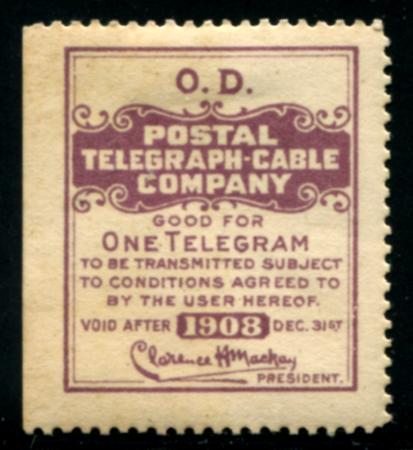 O. D.
POSTAL
TELEGRAPH-CABLE
COMPANY
GOOD FOR
ONE TELEGRAM
TO BE TRANSMITTED SUBJECT
TO CONDITIONS AGREED TO
BY THE USER HEREOF.
VOID AFTER 1908 DEC. 31ST
Clarence H Mackay
PRESIDENT.